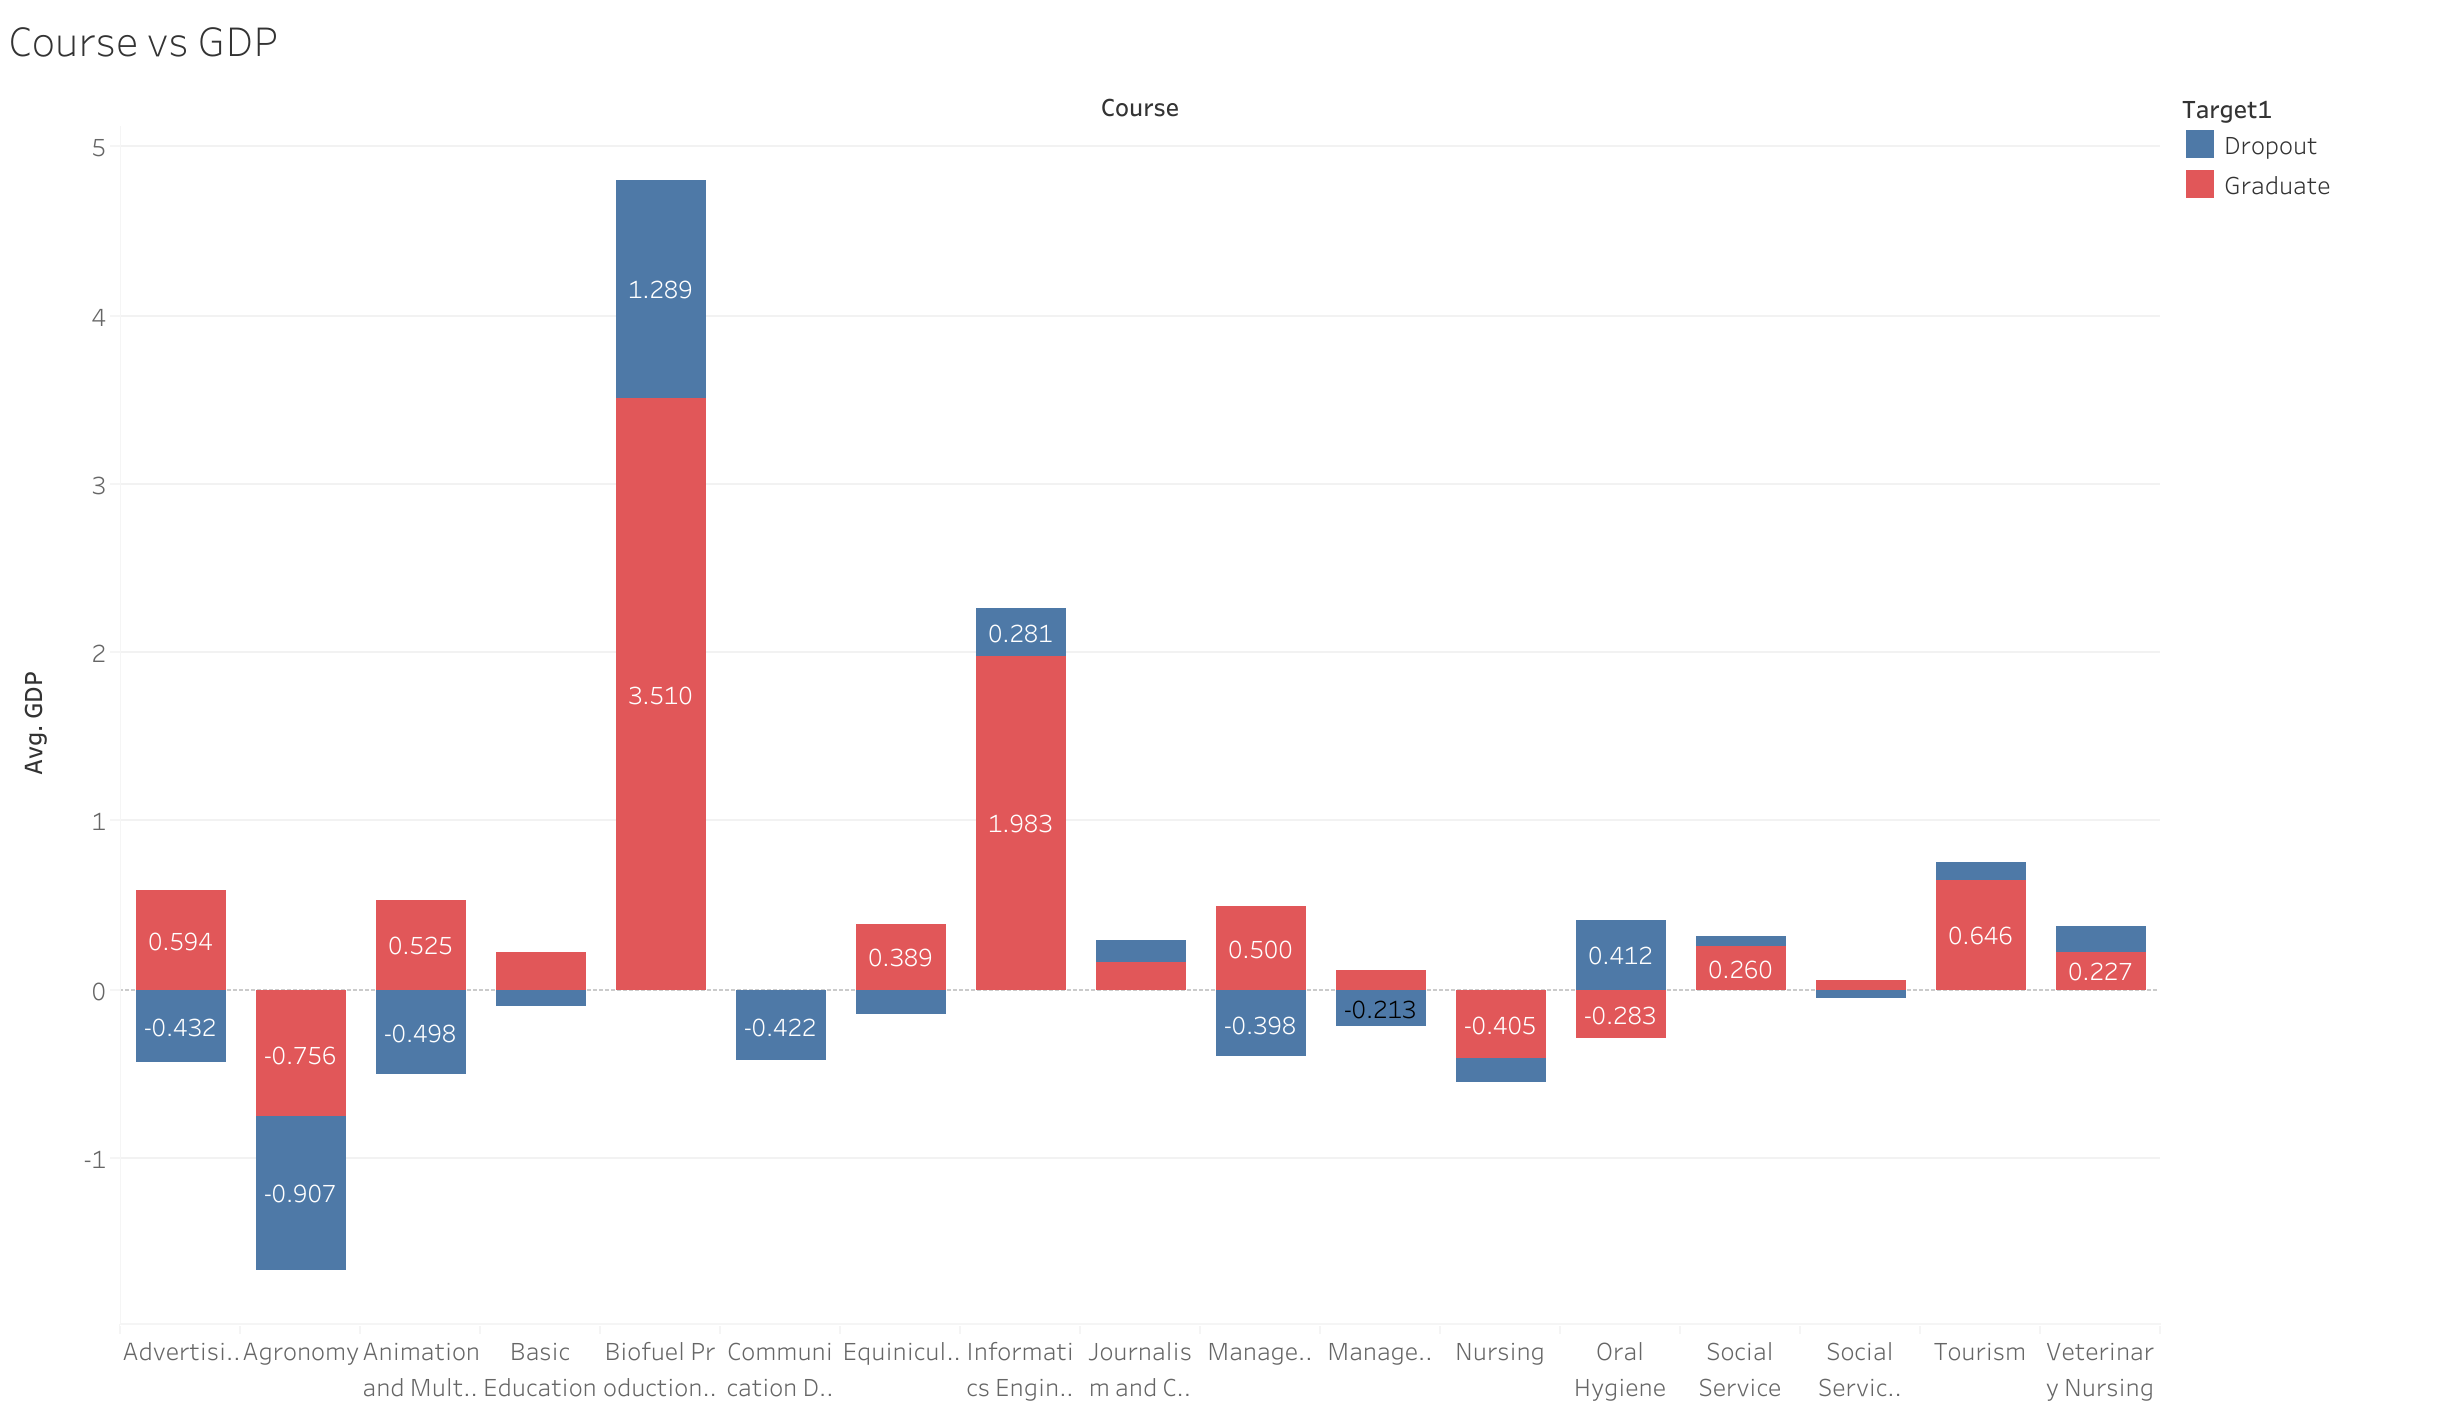 Course vs GDP
Course
Target1
Dropout
Graduate
Avg. GDP
5
4
3
2
1
0
-1
1.289
3.510
0.281
1.983
0.594
-0.432
-0.756
-0.907
0.525
-0.498
-0.422
0.389
0.500
-0.398
-0.213
-0.405
0.412
-0.283
0.260
0.646
0.227
Advertisi..
Agronomy
Animation
and Mult..
Basic
Education
Biofuel Pr
oduction..
Communi
cation D..
Equinicul..
Informati
cs Engin..
Journalis
m and C..
Manage..
Manage..
Nursing
Oral
Hygiene
Social
Service
Social
Servic..
Tourism
Veterinar
y Nursing